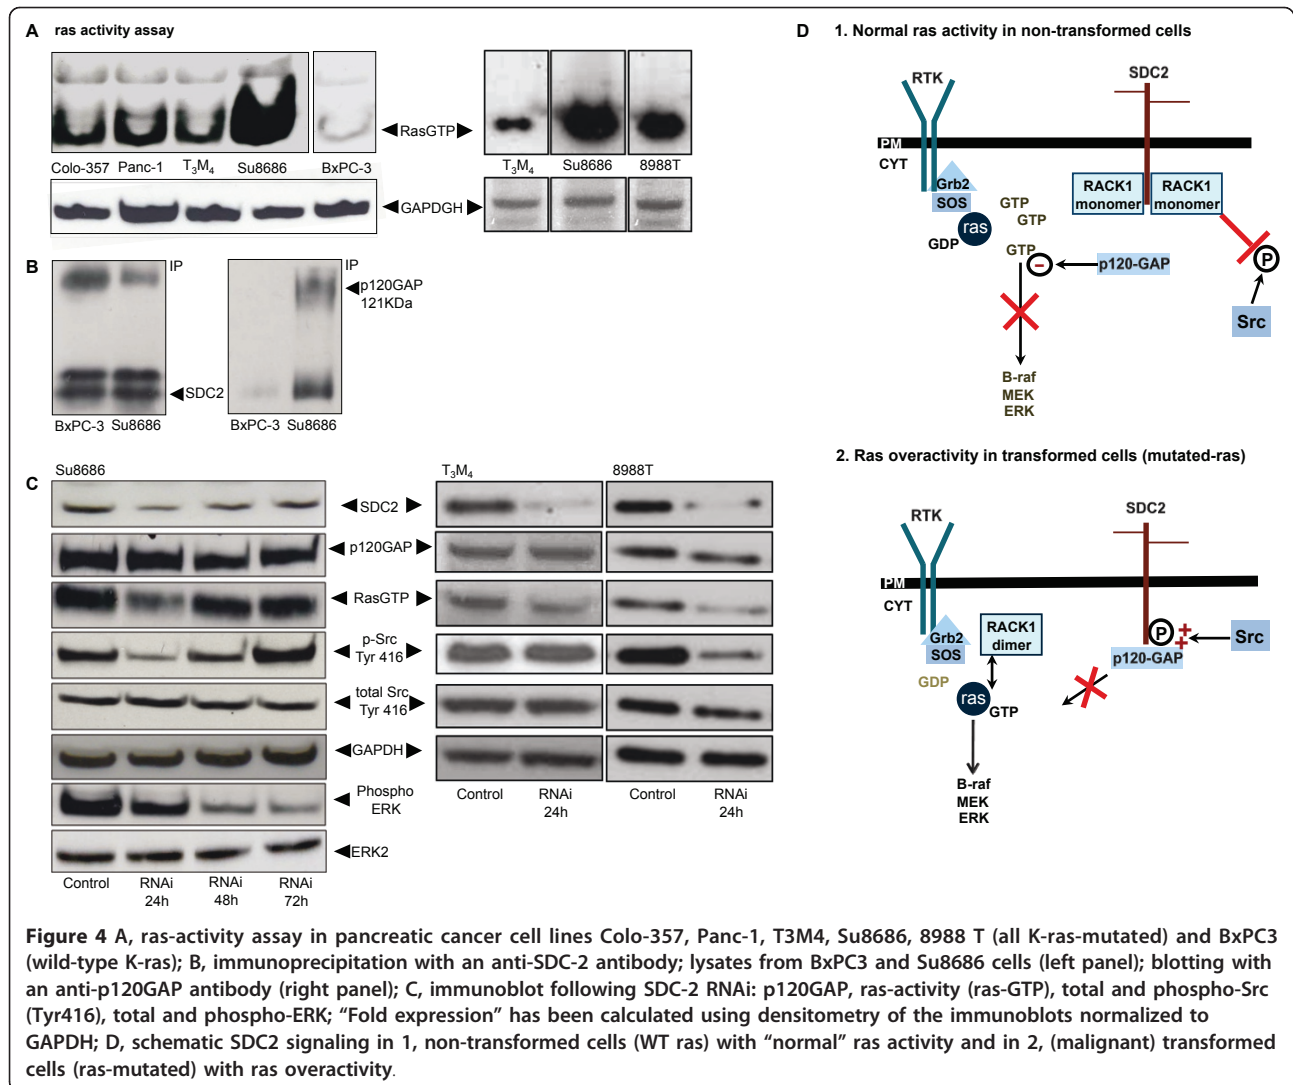 A ras activity assay
RasGTP
Colo-357 Panc-1 T3M4 Su8686 BxPC-3
T3M4 Su8686 8988T
GAPDGH
B
IP
SDC2
BxPC-3 Su8686
IP
p120GAP
121KDa
BxPC-3 Su8686
C
Su8686
T3M4
8988T
SDC2
p120GAP
RasGTP
p-Src
Tyr 416
total Src
Tyr 416
GAPDH
Phospho
ERK
ERK2
Control RNAi 24h RNAi 48h RNAi 72h
Control RNAi 24h
Control RNAi 24h
D 1. Normal ras activity in non-transformed cells
RTK
SDC2
PM
CYT
Grb2
SOS
ras
GDP
GTP
GTP
GTP
RACK1
monomer
RACK1
monomer
P
–
p120-GAP
Src
B-raf
MEK
ERK
2. Ras overactivity in transformed cells (mutated-ras)
RTK
SDC2
PM
CYT
Grb2
SOS
RACK1
dimer
P
++
Src
p120-GAP
GDP
ras
GTP
B-raf
MEK
ERK
Figure 4 A, ras-activity assay in pancreatic cancer cell lines Colo-357, Panc-1, T3M4, Su8686, 8988 T (all K-ras-mutated) and BxPC3
(wild-type K-ras); B, immunoprecipitation with an anti-SDC-2 antibody; lysates from BxPC3 and Su8686 cells (left panel); blotting with
an anti-p120GAP antibody (right panel); C, immunoblot following SDC-2 RNAi: p120GAP, ras-activity (ras-GTP), total and phospho-Src
(Tyr416), total and phospho-ERK; “Fold expression” has been calculated using densitometry of the immunoblots normalized to
GAPDH; D, schematic SDC2 signaling in 1, non-transformed cells (WT ras) with “normal” ras activity and in 2, (malignant) transformed
cells (ras-mutated) with ras overactivity.